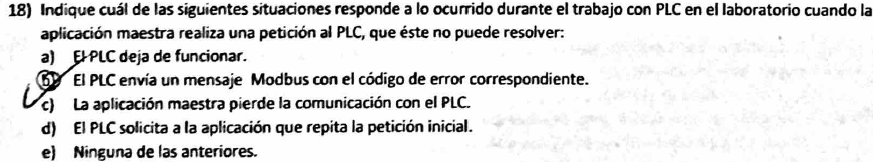 18) Indique cuál de las siguientes situaciones responde a lo ocurrido durante el trabajo con PLC en el laboratorio cuando la
aplicación maestra realiza una petición al PLC, que éste no puede resolver:
a) El PLC deja de funcionar.
b) El PLC envía un mensaje Modbus con el código de error correspondiente.
c) La aplicación maestra pierde la comunicación con el PLC.
d) El PLC solicita a la aplicación que repita la petición inicial.
e) Ninguna de las anteriores.